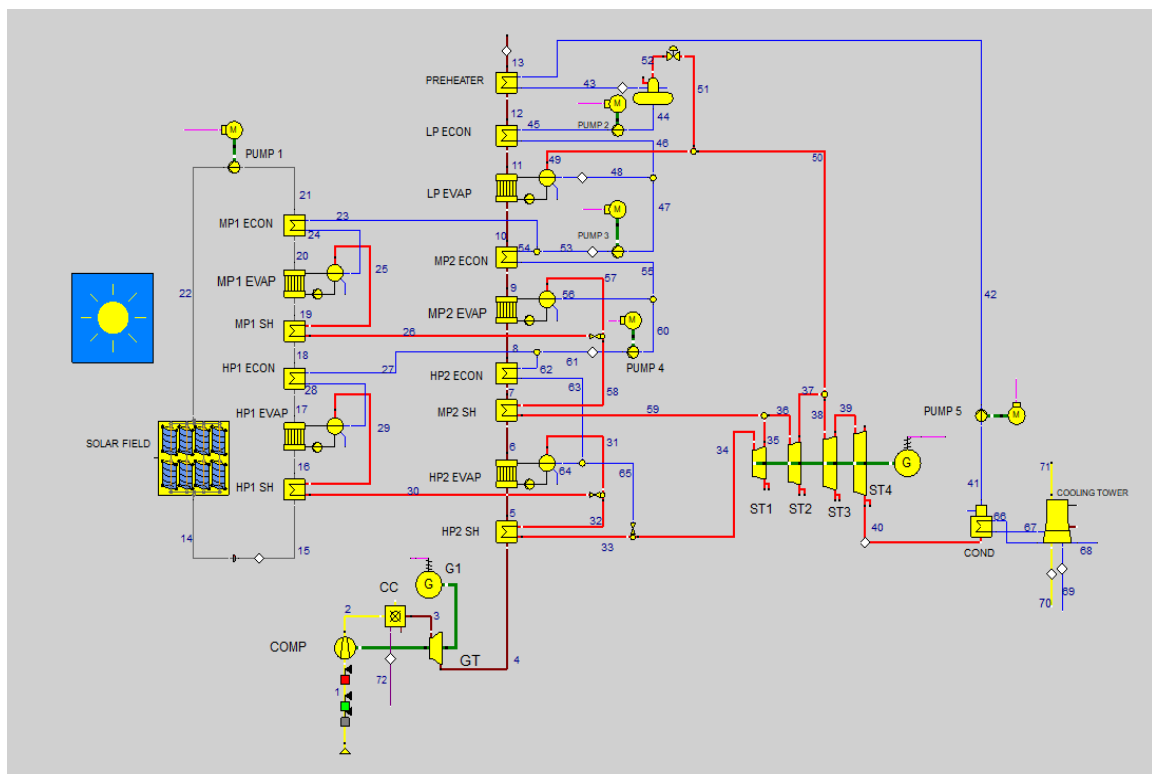 52
13
PREHEATER
43
51
M
M
12
44
LP ECON
45
PUMP 2
46
PUMP 1
49
50
11
48
LP EVAP
21
47
M
23
MP1 ECON
24
PUMP 3
10
54
53
20
MP2 ECON
55
25
57
MP1 EVAP
9
56
22
42
MP2 EVAP
19
60
M
MP1 SH
26
8
18
61
HP1 ECON
62
PUMP 4
27
HP2 ECON
63
28
58
7
MP2 SH
59
37
HP1 EVAP
17
36
38
39
PUMP 5
M
29
31
34
35
SOLAR FIELD
6
G
16
HP2 EVAP
64
65
71
HP1 SH
30
ST1
ST2
ST3
ST4
41
COOLING TOWER
5
32
66
67
14
15
HP2 SH
33
40
68
COND
G1
CC
G
69
70
2
3
COMP
GT
4
72
1